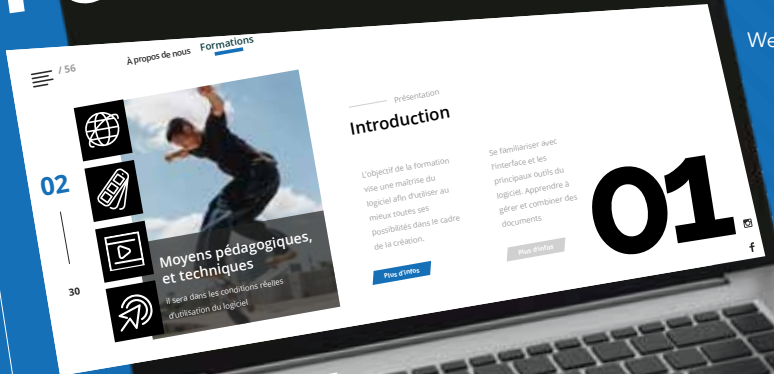 We
/ 56
À propos de nous
Formations
02
30
Moyens pédagogiques,
et techniques
Il sera dans les conditions réelles
d'utilisation du logiciel
Présentation
Introduction
L'objectif de la formation
vise une maîtrise du
logiciel afin d'utiliser au
mieux toutes ses
possibilités dans le cadre
de la création.
Plus d'infos
Se familiariser avec
l'interface et les
principaux outils du
logiciel. Apprendre à
gérer et combiner des
documents
Plus d'infos
01